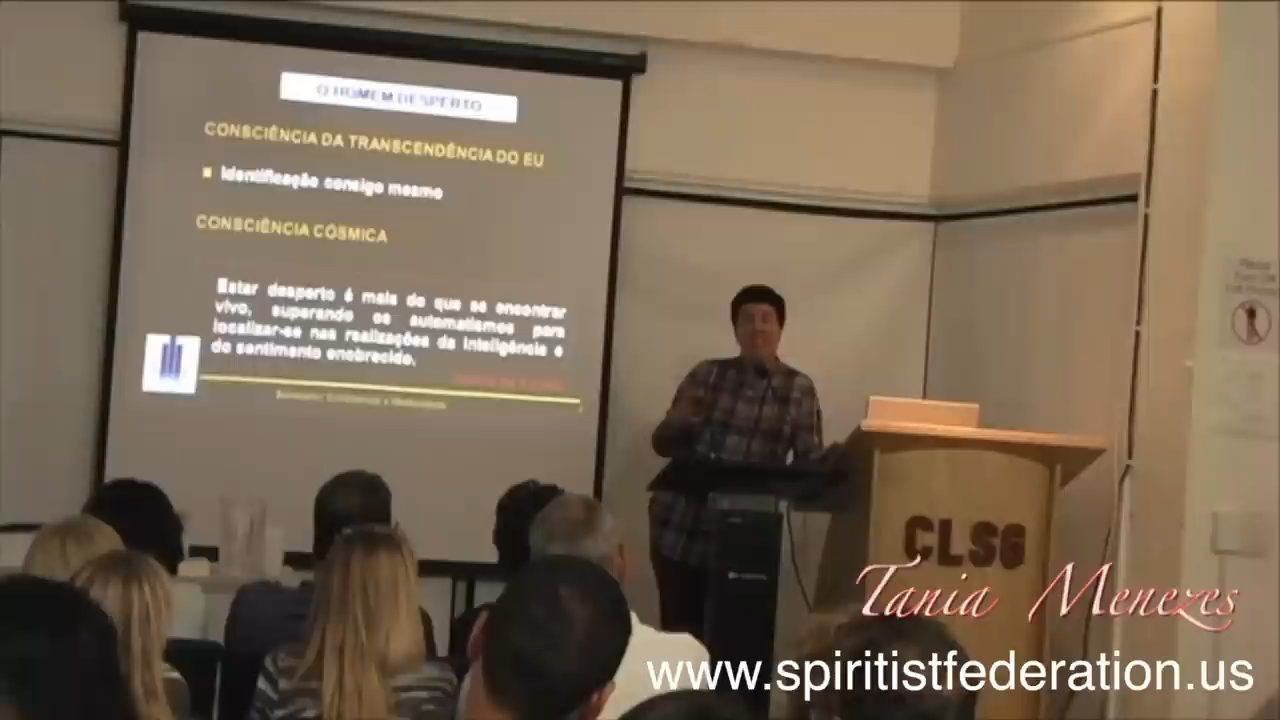 O HOMEM DESPERTO
CONSCIÊNCIA DA TRANSCENDÊNCIA DO EU
Identificação consigo mesmo
CONSCIÊNCIA CÓSMICA
Estar desperto é mais do que se encontrar
vivo, superando os automatismos para
localizar-se nas realizações da inteligência e
do sentimento enobrecido.
CLSG
Tania Menezes
www.spiritistfederation.us